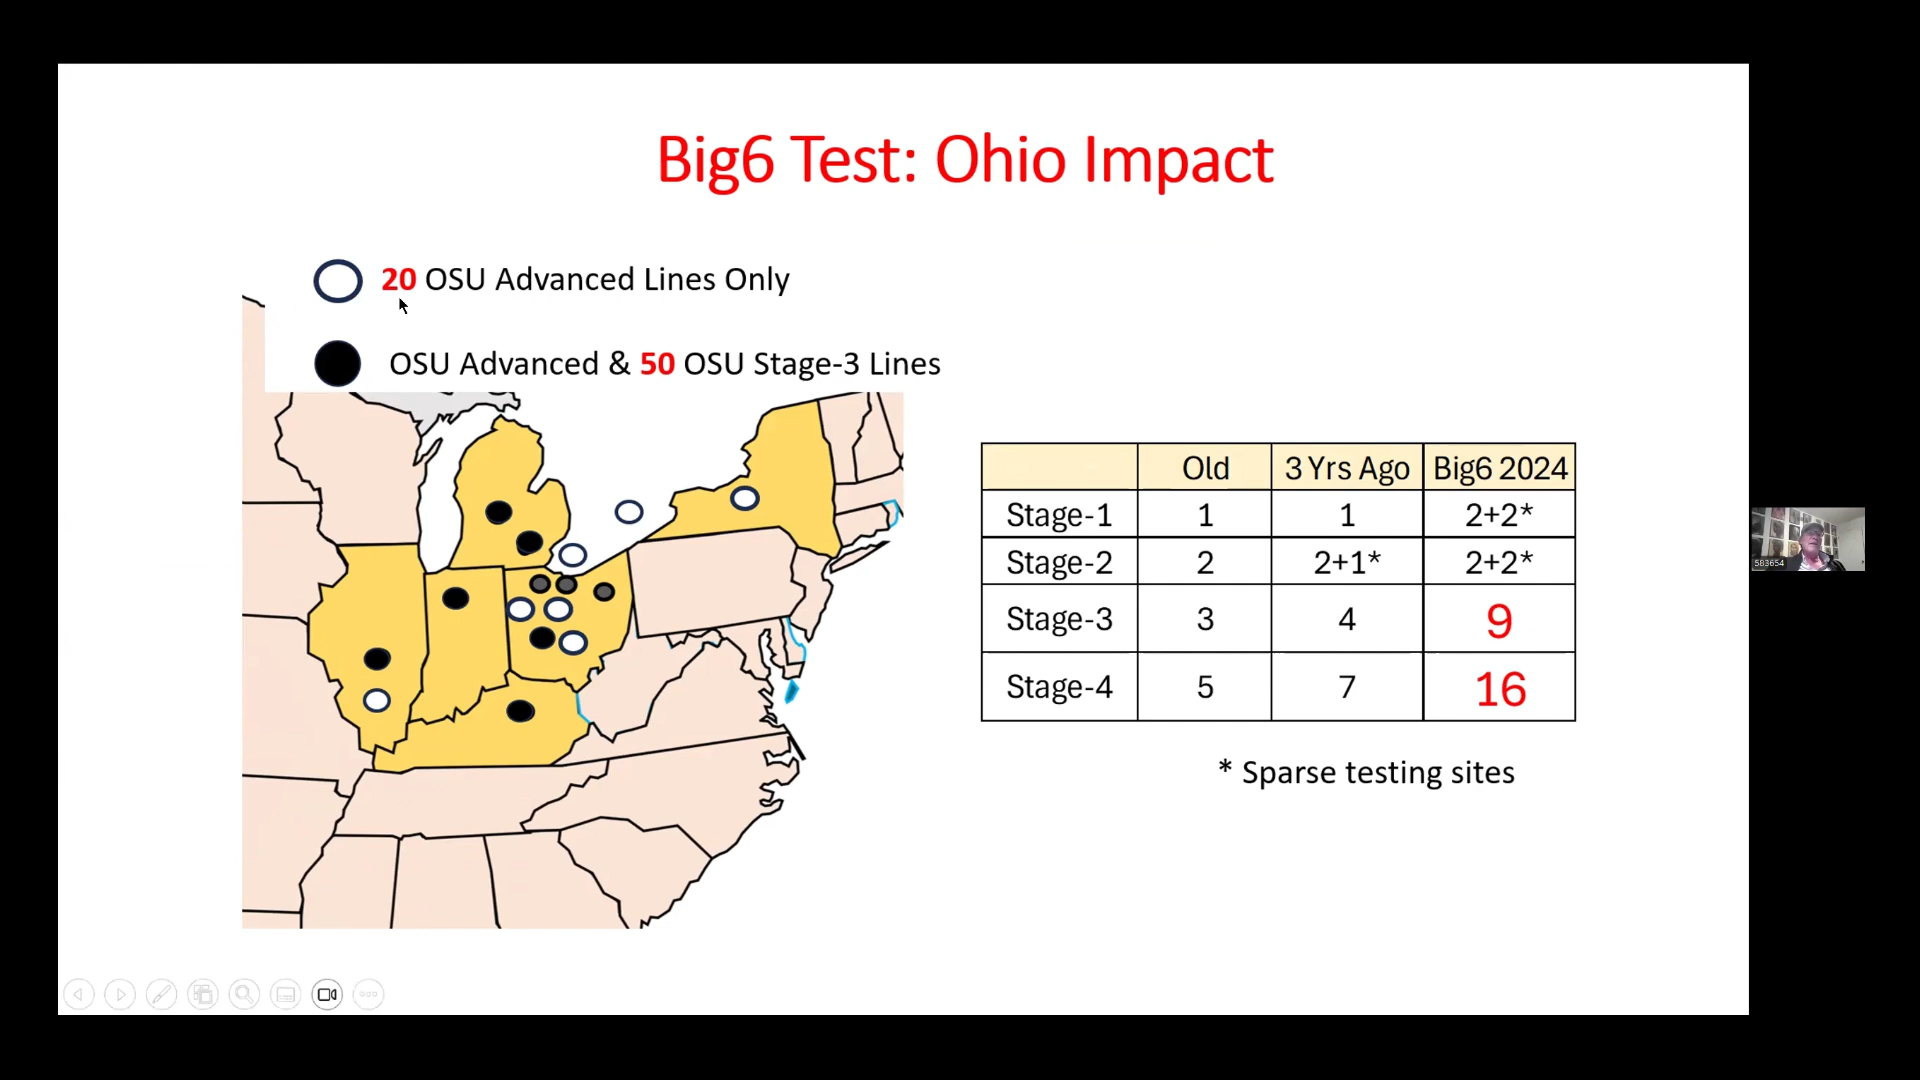 Big6 Test: Ohio Impact
20 OSU Advanced Lines Only
OSU Advanced & 50 OSU Stage-3 Lines
Old 3 Yrs Ago Big6 2024
Stage-1 1 1 2+2*
Stage-2 2 2+1* 2+2*
Stage-3 3 4 9
Stage-4 5 7 16
* Sparse testing sites
583654